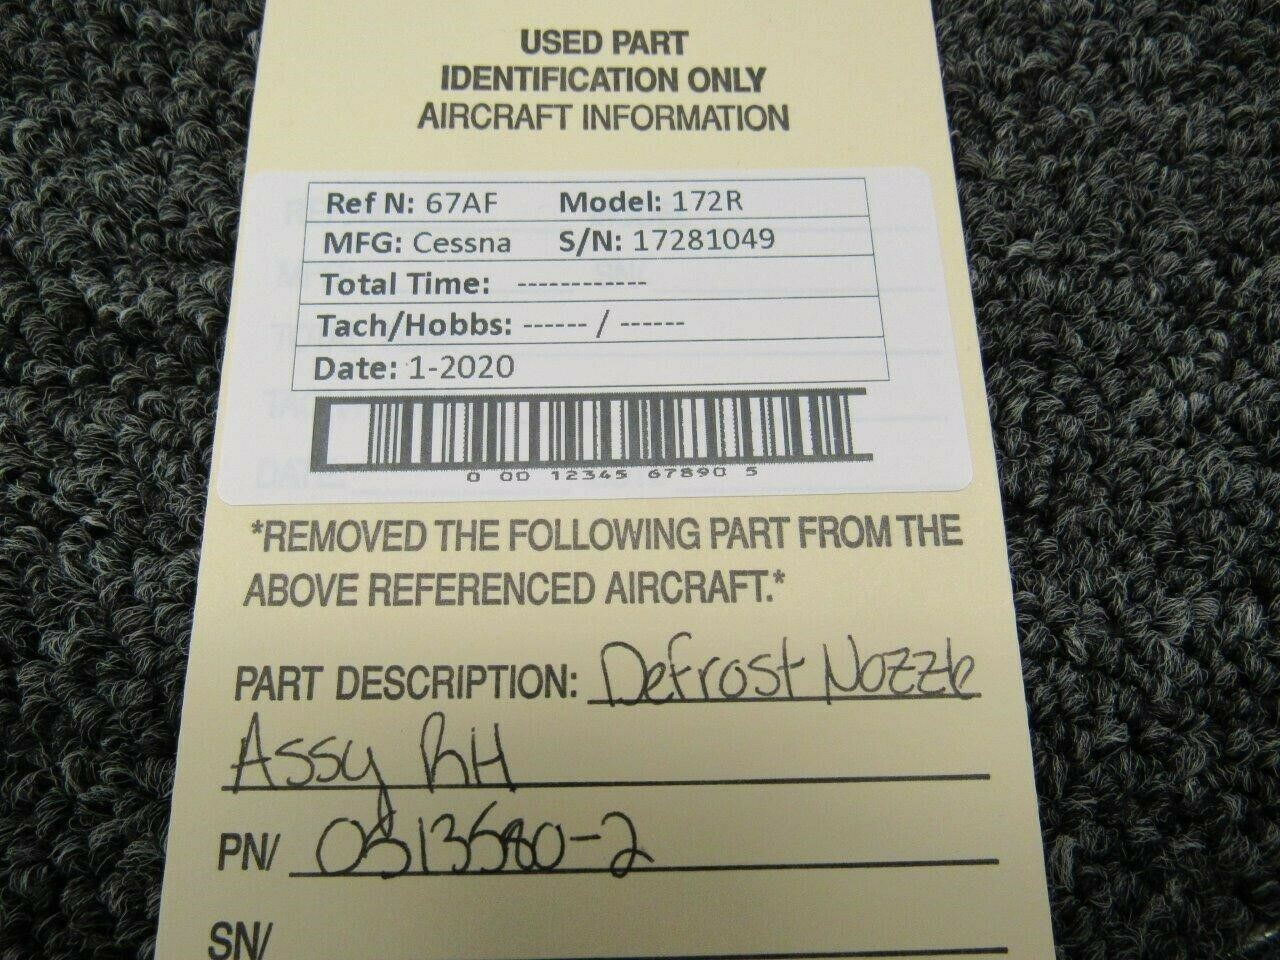 USED PART
IDENTIFICATION ONLY
AIRCRAFT INFORMATION
Ref N: 67AF Model: 172R
MFG: Cessna S/N: 17281049
Total Time: ------------
Tach/Hobbs: ------ / ------
Date: 1-2020
0 00 12345 67890 5
*REMOVED THE FOLLOWING PART FROM THE
ABOVE REFERENCED AIRCRAFT.*
PART DESCRIPTION: Defrost Nozzle
Assy RH
PN/ 0513580-2
SN/